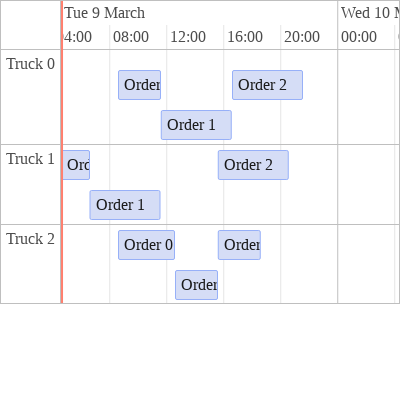 Tue 9 March
Wed 10
4:00 08:00 12:00 16:00 20:00 00:00
Truck 0
Order
Order 2
Order 1
Truck 1
Ord
Order 2
Order 1
Truck 2
Order 0
Order
Order